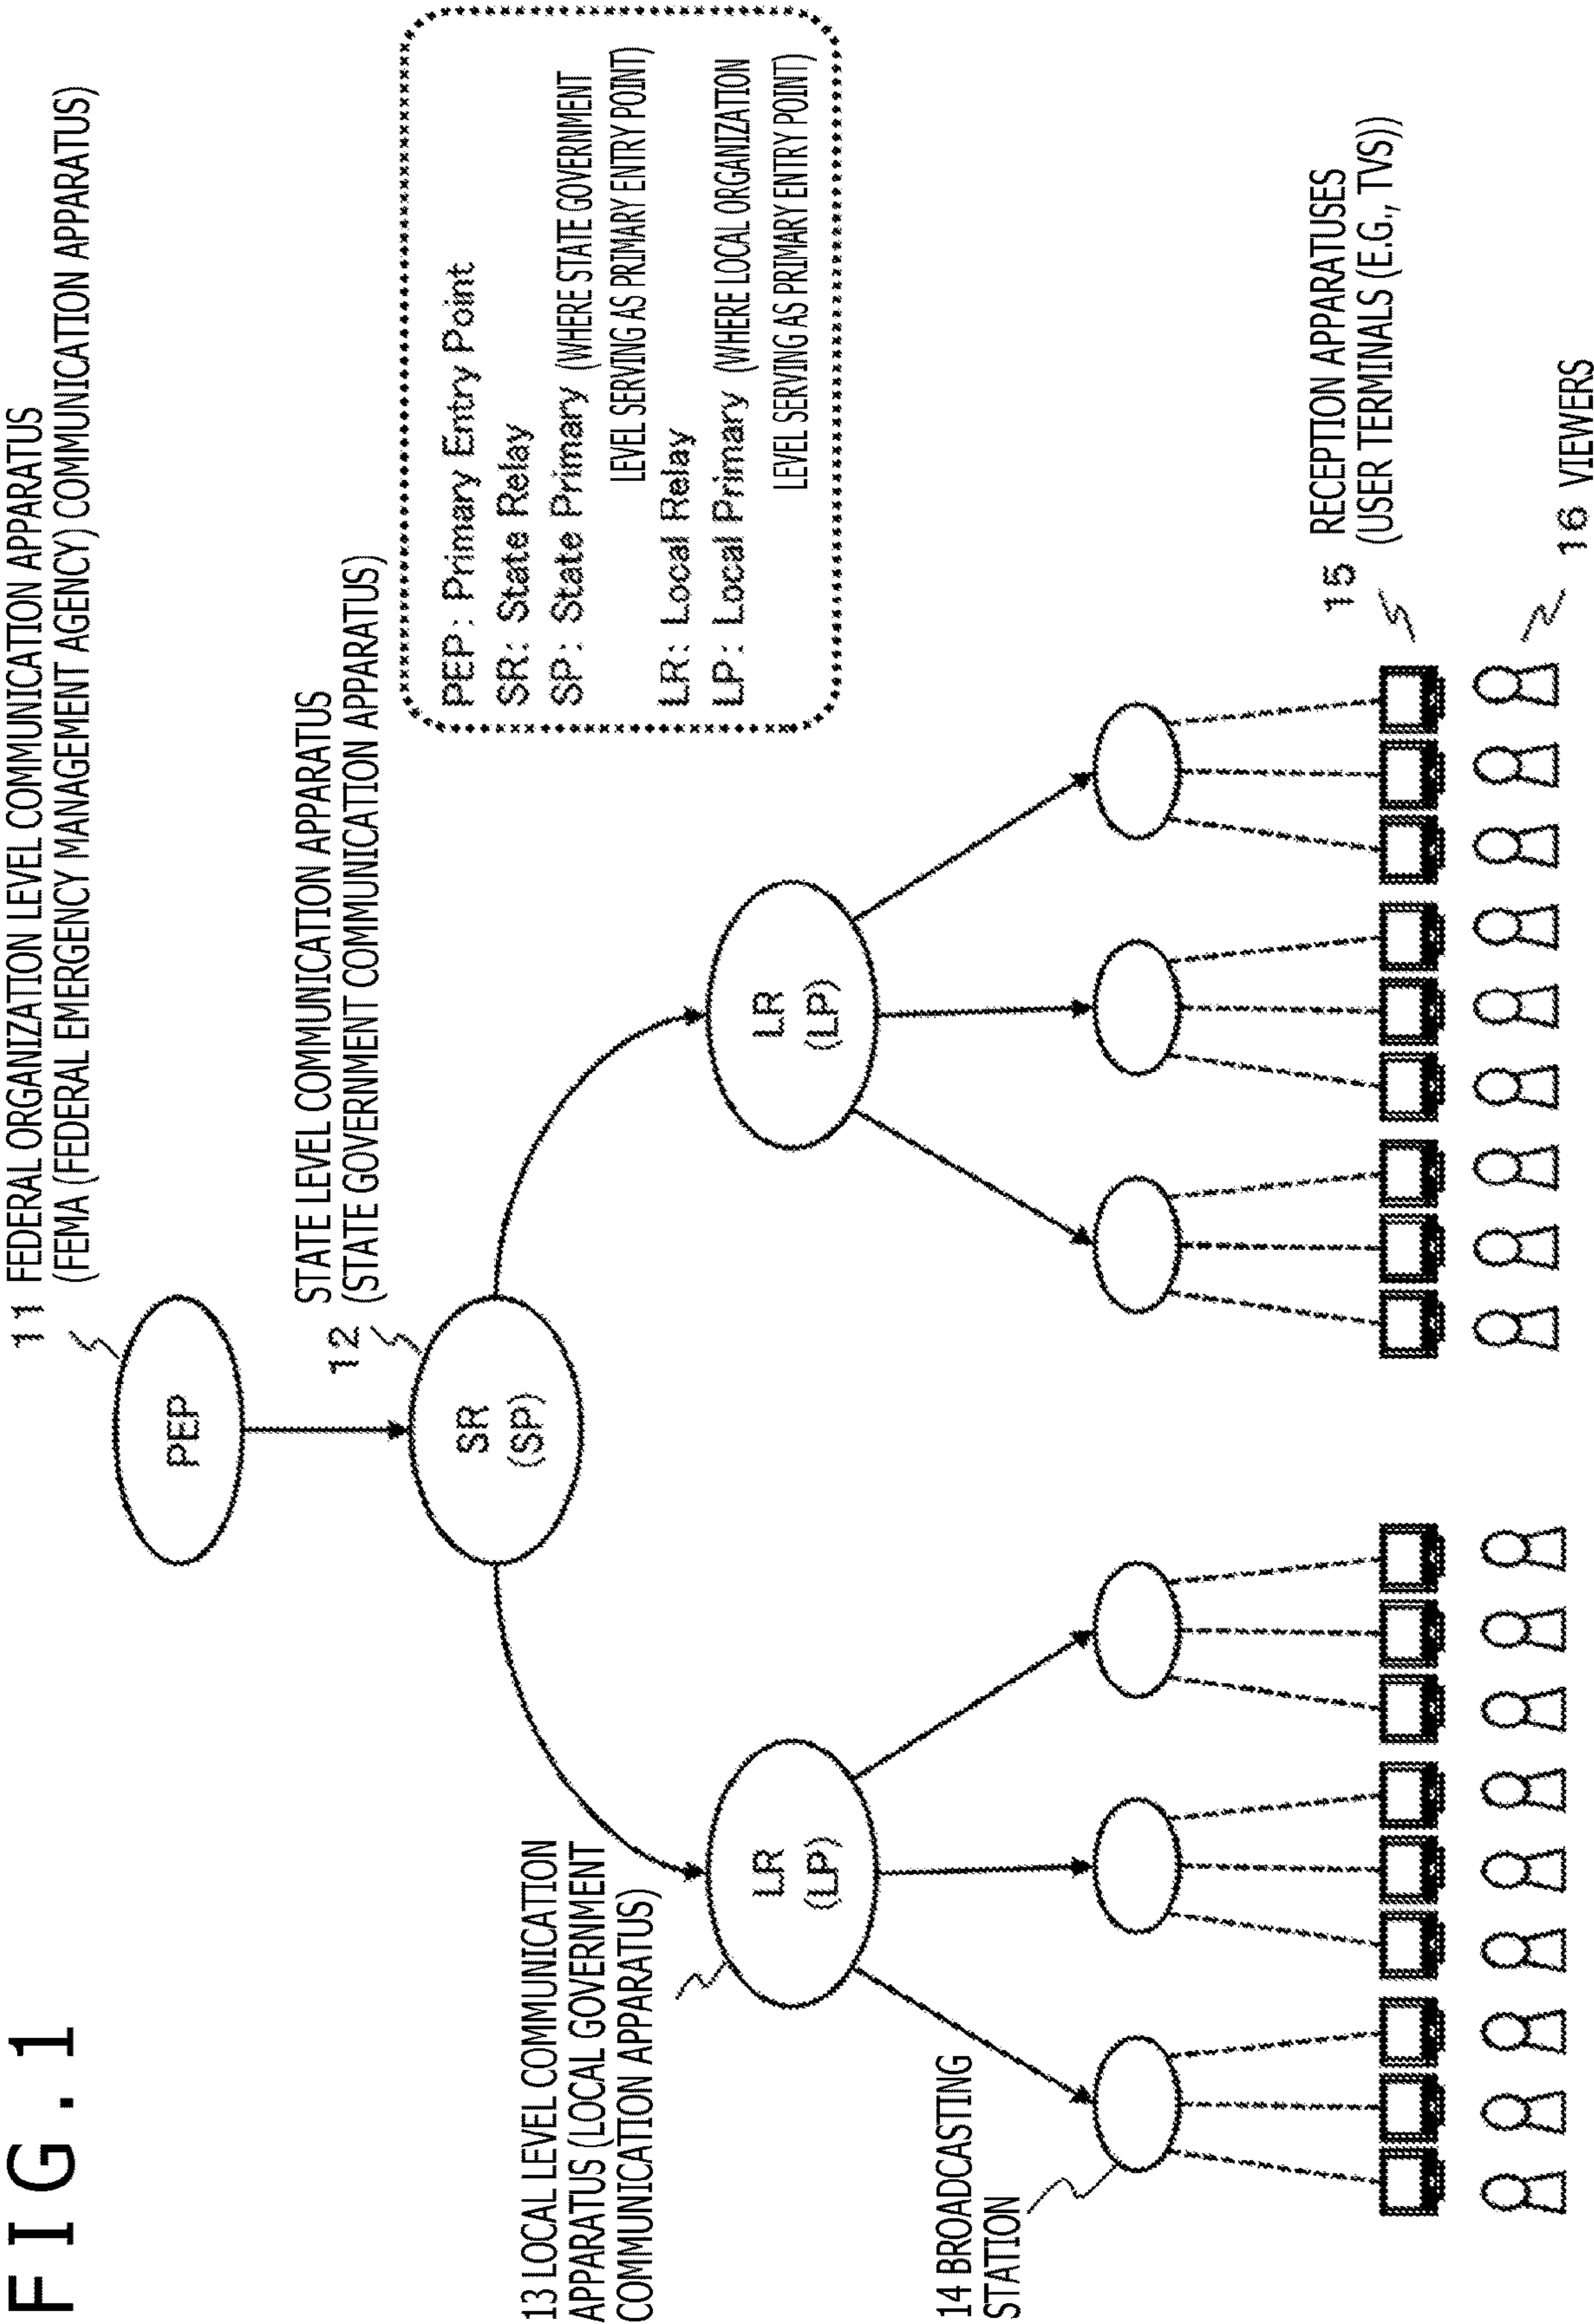 FIG. 1
11 FEDERAL ORGANIZATION LEVEL COMMUNICATION APPARATUS
(FEMA (FEDERAL EMERGENCY MANAGEMENT AGENCY) COMMUNICATION APPARATUS)
PEP
12 STATE LEVEL COMMUNICATION APPARATUS
(STATE GOVERNMENT COMMUNICATION APPARATUS)
SR
(SP)
PEP: Primary Entry Point
SR: State Relay
SP: State Primary (WHERE STATE GOVERNMENT
LEVEL SERVING AS PRIMARY ENTRY POINT)
LR: Local Relay
LP: Local Primary (WHERE LOCAL ORGANIZATION
LEVEL SERVING AS PRIMARY ENTRY POINT)
13 LOCAL LEVEL COMMUNICATION
APPARATUS (LOCAL GOVERNMENT
COMMUNICATION APPARATUS)
LR
(LP)
LR
(LP)
14 BROADCASTING
STATION
15 RECEPTION APPARATUSES
(USER TERMINALS (E.G., TVS))
16 VIEWERS